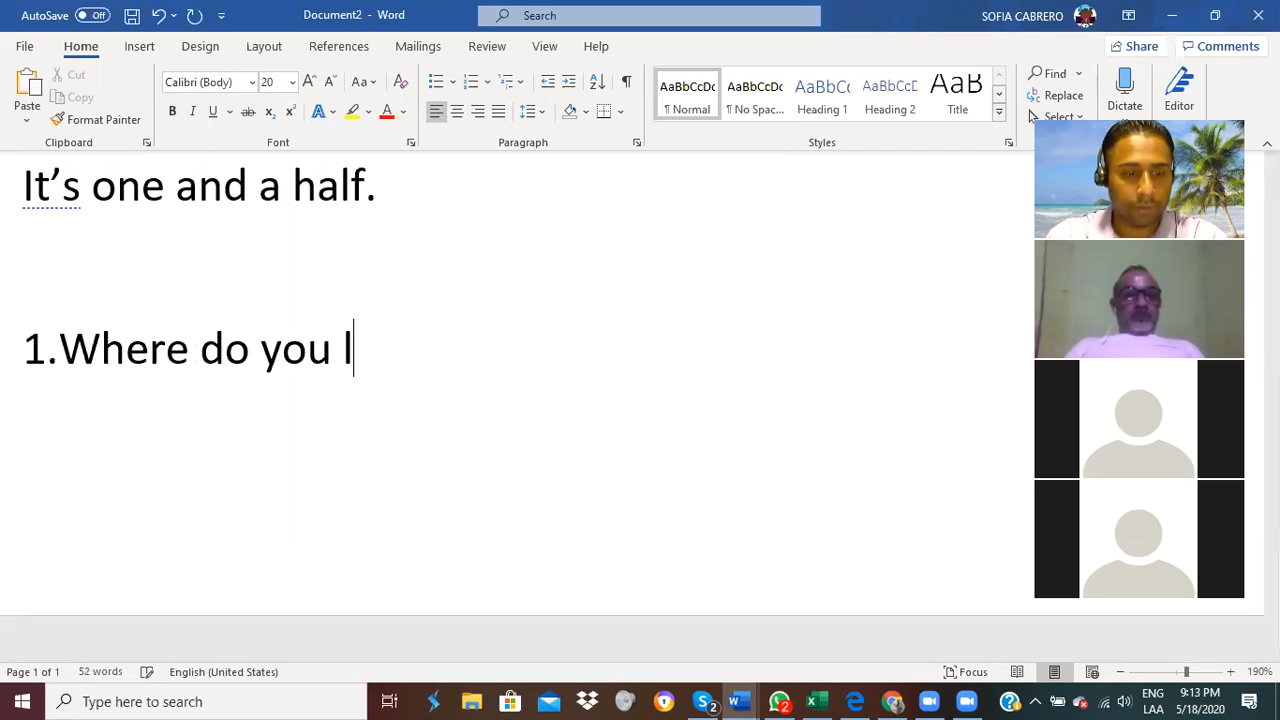 AutoSave Off Document2 - Word Search SOFIA CABRERO
File Home Insert Design Layout References Mailings Review View Help Share Comments
Paste Cut Copy Format Painter
Calibri (Body) 20 Aa
AaBbCcDc ¶ Normal AaBbCcDc ¶ No Spac... AaBbCc Heading 1 AaBbCcD Heading 2 AaB Title
Find Replace Select
Dictate Editor
Clipboard Font Paragraph Styles
It’s one and a half.
1.Where do you l
Page 1 of 1 52 words English (United States) Focus 190%
Type here to search ENG 9:13 PM
LAA 5/18/2020